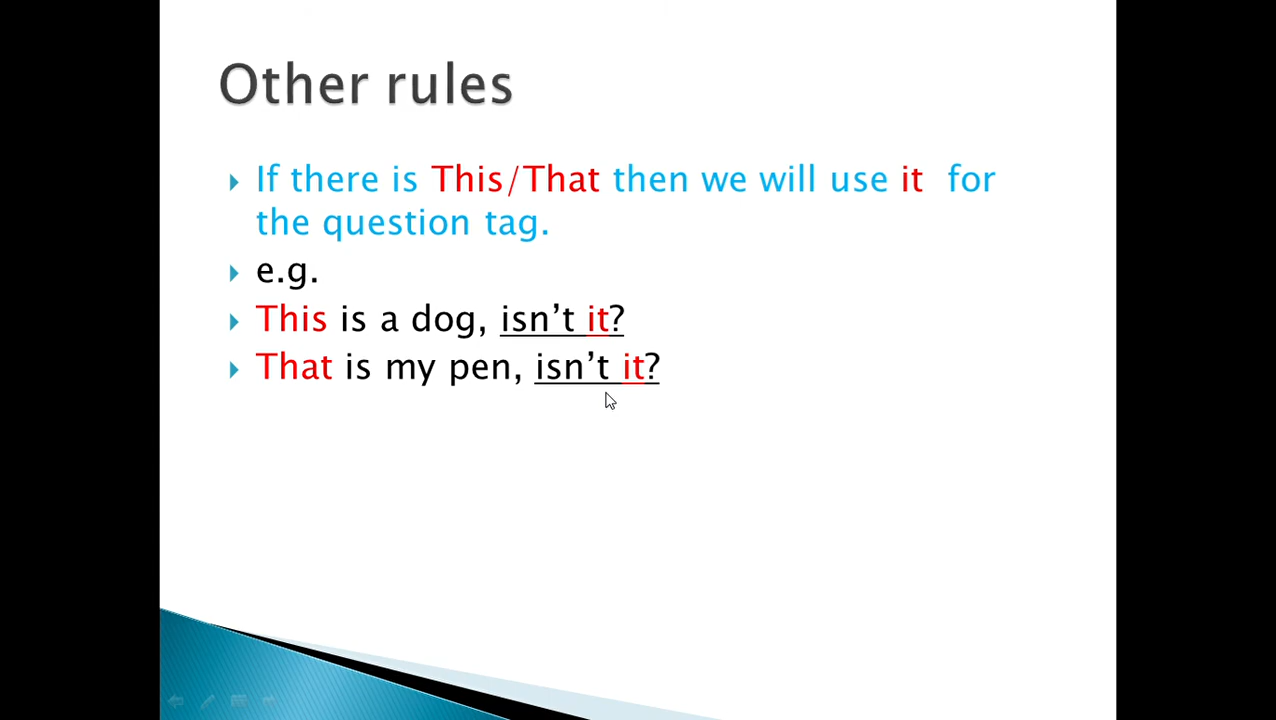 Other rules
If there is This/That then we will use it for
the question tag.
e.g.
This is a dog, isn’t it?
That is my pen, isn’t it?